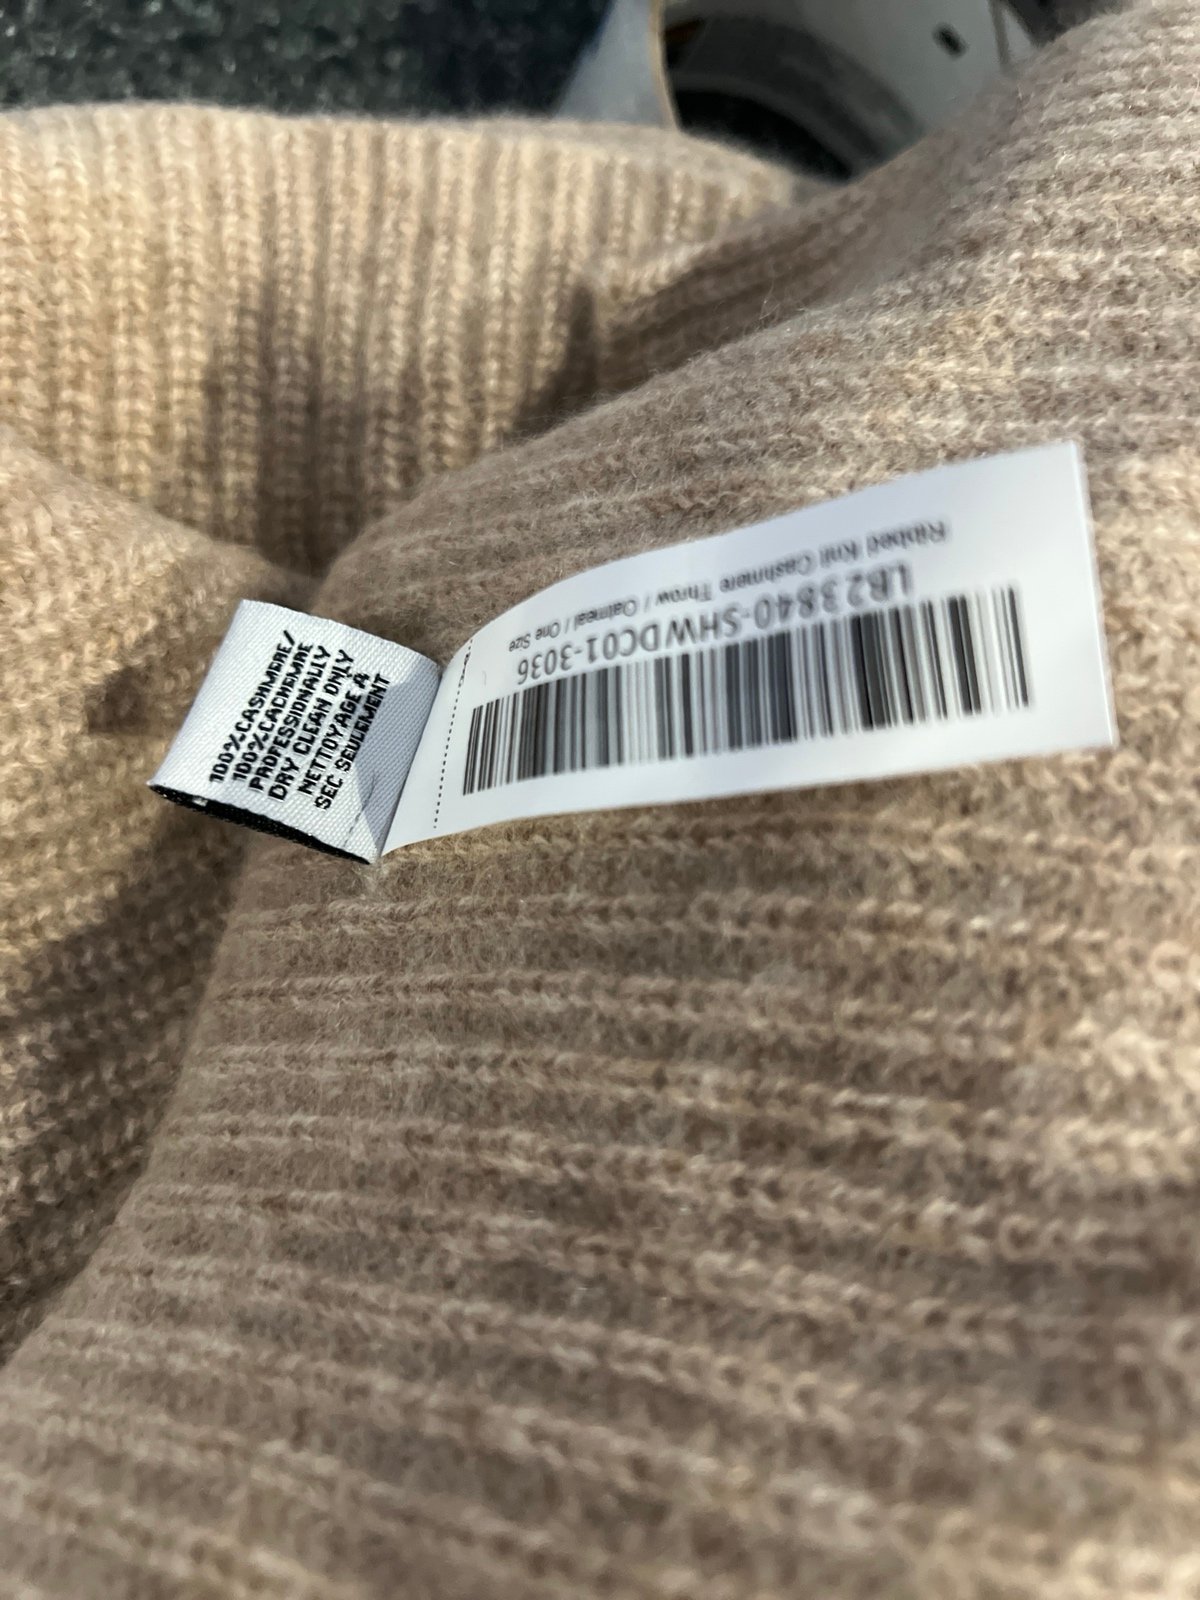 100%CASHMERE/
100%CACHEMRE
PROFESSIONALLY
DRY CLEAN ONLY
NETTOYAGE A
SEC SEULEMENT
LB23840-SHWDC01-3036
Ribbed Knit Cashmere Throw / Oatmeal / One Size